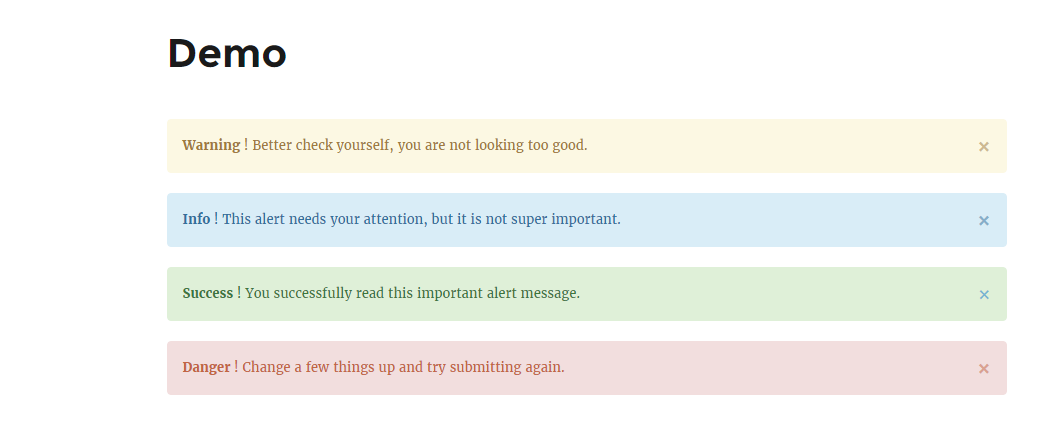 Demo
Warning ! Better check yourself, you are not looking too good. ×
Info ! This alert needs your attention, but it is not super important. ×
Success ! You successfully read this important alert message. ×
Danger ! Change a few things up and try submitting again. ×